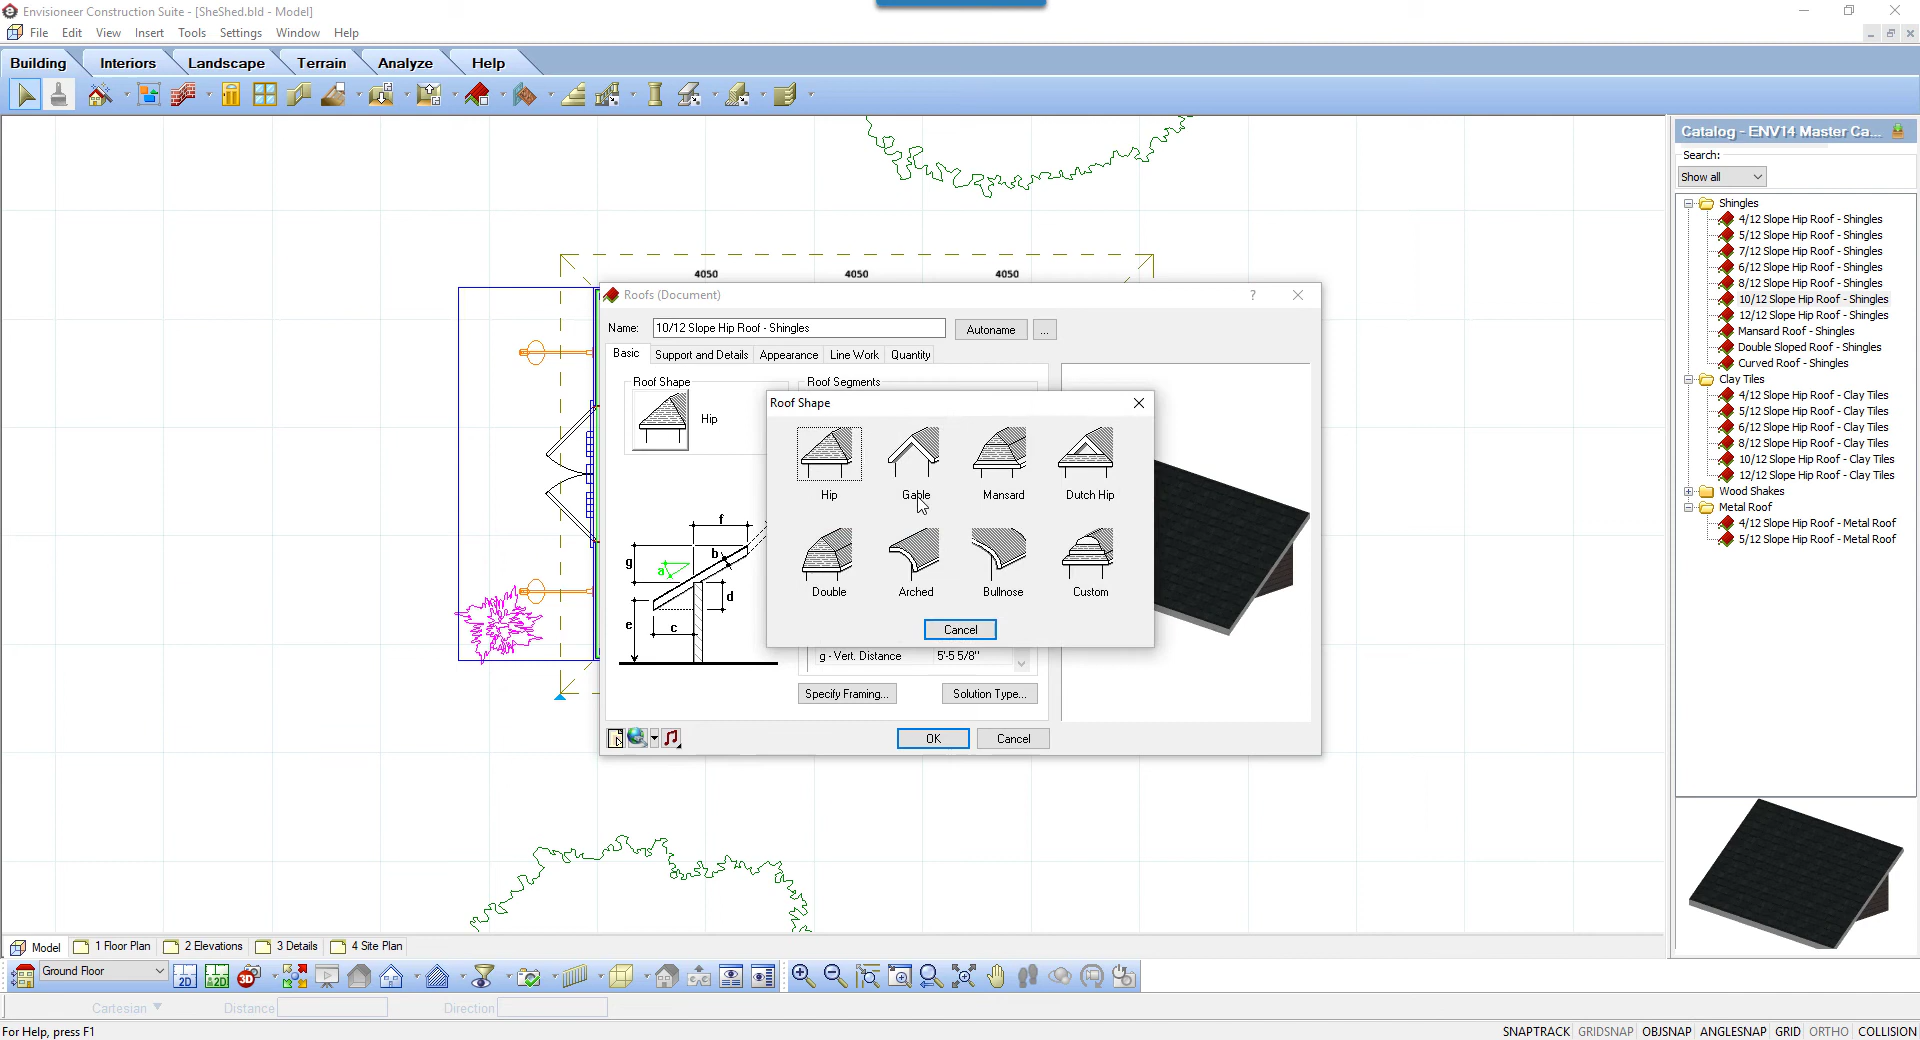 Envisioneer Construction Suite - [SheShed.bld - Model]
File Edit View Insert Tools Settings Window Help
Building Interiors Landscape Terrain Analyze Help
4050 4050 4050
Roofs (Document) ?
Name: 10/12 Slope Hip Roof - Shingles Autoname ...
Basic Support and Details Appearance Line Work Quantity
Roof Shape
Hip
Roof Segments
f
g
b
a
d
e
c
Roof Shape
Hip Gable Mansard Dutch Hip
Double Arched Bullnose Custom
Cancel
g - Vert. Distance 5'-5 5/8"
Specify Framing... Solution Type...
OK Cancel
Catalog - ENV14 Master Ca...
Search:
Show all
Shingles
4/12 Slope Hip Roof - Shingles
5/12 Slope Hip Roof - Shingles
7/12 Slope Hip Roof - Shingles
6/12 Slope Hip Roof - Shingles
8/12 Slope Hip Roof - Shingles
10/12 Slope Hip Roof - Shingles
12/12 Slope Hip Roof - Shingles
Mansard Roof - Shingles
Double Sloped Roof - Shingles
Curved Roof - Shingles
Clay Tiles
4/12 Slope Hip Roof - Clay Tiles
5/12 Slope Hip Roof - Clay Tiles
6/12 Slope Hip Roof - Clay Tiles
8/12 Slope Hip Roof - Clay Tiles
10/12 Slope Hip Roof - Clay Tiles
12/12 Slope Hip Roof - Clay Tiles
Wood Shakes
Metal Roof
4/12 Slope Hip Roof - Metal Roof
5/12 Slope Hip Roof - Metal Roof
Model 1 Floor Plan 2 Elevations 3 Details 4 Site Plan
Ground Floor 2D 2D 3D
Cartesian Distance Direction
For Help, press F1
SNAPTRACK GRIDSNAP OBJSNAP ANGLESNAP GRID ORTHO COLLISION